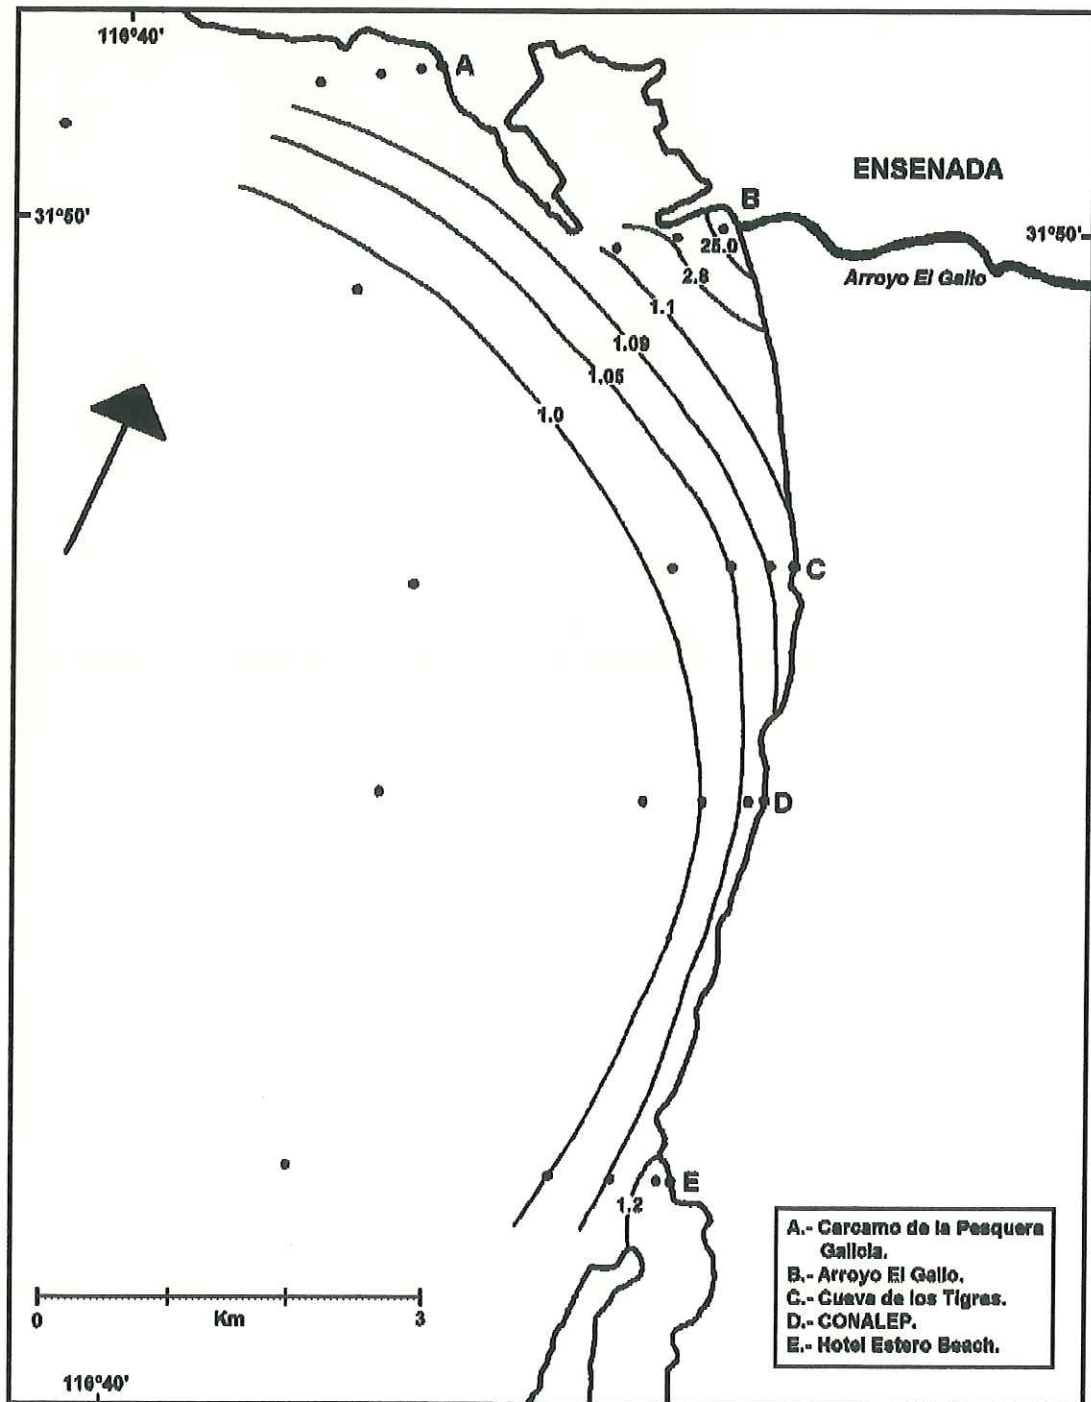 116°40'
A
ENSENADA
B
31°50'
31°50'
25.0
Arroyo El Gallo
2.8
1.1
1.09
1.05
1.0
C
D
E
1.2
A.- Carcamo de la Pesquera
Galicia.
B.- Arroyo El Gallo.
C.- Cueva de los Tigres.
D.- CONALEP.
E.- Hotel Estero Beach.
0
Km
3
116°40'